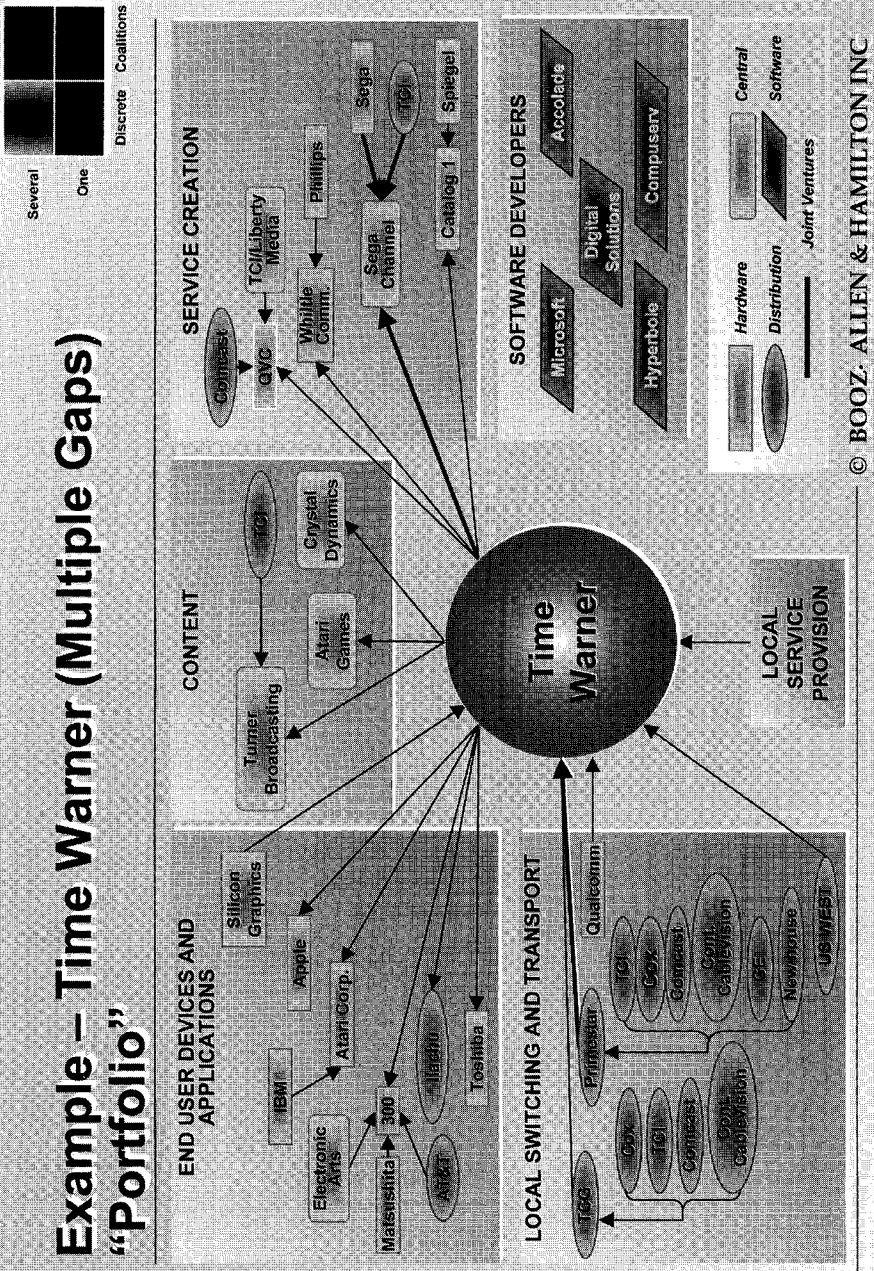 Example – Time Warner (Multiple Gaps)
“Portfolio”
Several
One
Discrete
Coalitions
END USER DEVICES AND
APPLICATIONS
Silicon
Graphics
IBM
Apple
Electronic
Arts
Atari Corp.
Matsushita
300
AT&T
Toshiba
CONTENT
Turner
Broadcasting
TCI
Atari
Games
Crystal
Dynamics
SERVICE CREATION
Comcast
QVC
TCI/Liberty
Media
Whittle
Comm.
Phillips
Sega
Channel
Sega
TCI
Catalog 1
Spiegel
Time
Warner
LOCAL SWITCHING AND TRANSPORT
TCG
Primestar
Qualcomm
Cox
TCI
Comcast
Cont.
Cablevision
TCI
Cox
Comcast
Cont.
Cablevision
Newhouse
US WEST
LOCAL
SERVICE
PROVISION
SOFTWARE DEVELOPERS
Microsoft
Accolade
Digital
Solutions
Hyperbole
Compuserv
Hardware
Central
Distribution
Software
Joint Ventures
© BOOZ· ALLEN & HAMILTON INC